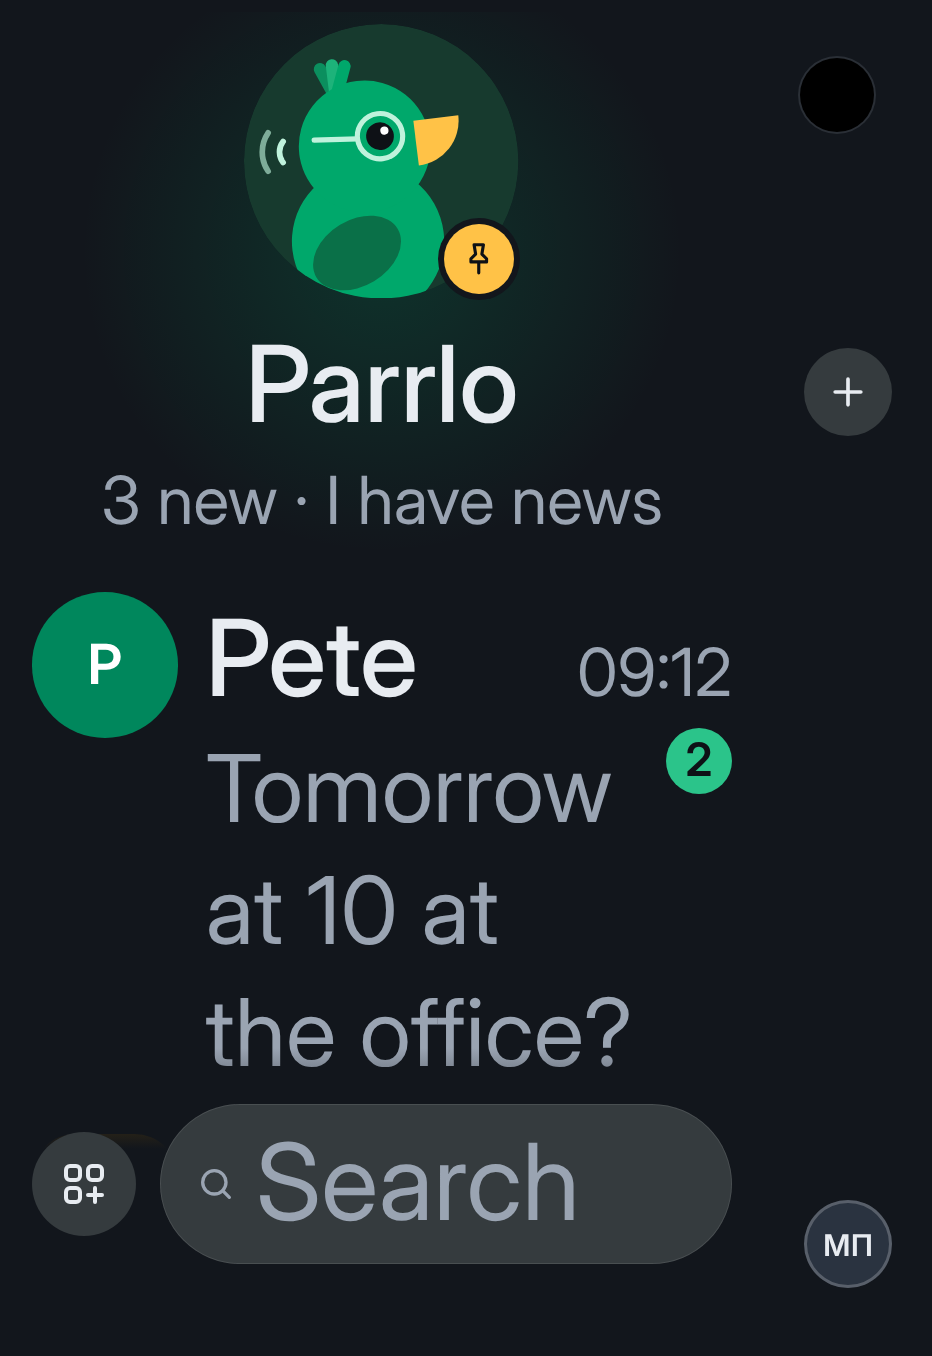 Parrlo
3 new · I have news
P
Pete
09:12
Tomorrow
2
at 10 at
the office?
Search
МП